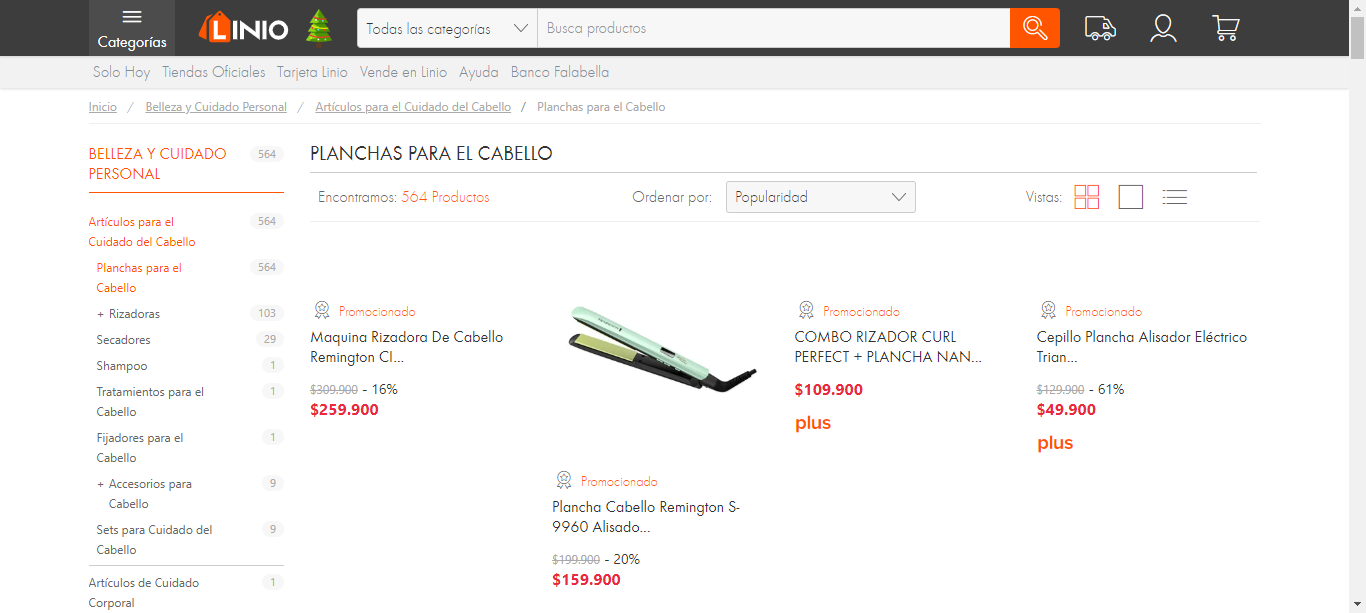 Categorías
LINIO
Todas las categorías
Busca productos
Solo Hoy
Tiendas Oficiales
Tarjeta Linio
Vende en Linio
Ayuda
Banco Falabella
Inicio / Belleza y Cuidado Personal / Artículos para el Cuidado del Cabello / Planchas para el Cabello
BELLEZA Y CUIDADO 564
PERSONAL
Artículos para el 564
Cuidado del Cabello
Planchas para el 564
Cabello
+ Rizadoras 103
Secadores 29
Shampoo 1
Tratamientos para el 1
Cabello
Fijadores para el 1
Cabello
+ Accesorios para 9
Cabello
Sets para Cuidado del 9
Cabello
Artículos de Cuidado 1
Corporal
PLANCHAS PARA EL CABELLO
Encontramos: 564 Productos
Ordenar por:
Popularidad
Vistas:
Promocionado
Maquina Rizadora De Cabello
Remington CI...
$309.900 - 16%
$259.900
Promocionado
Plancha Cabello Remington S-
9960 Alisado...
$199.900 - 20%
$159.900
Promocionado
COMBO RIZADOR CURL
PERFECT + PLANCHA NAN...
$109.900
plus
Promocionado
Cepillo Plancha Alisador Eléctrico
Trian...
$129.900 - 61%
$49.900
plus